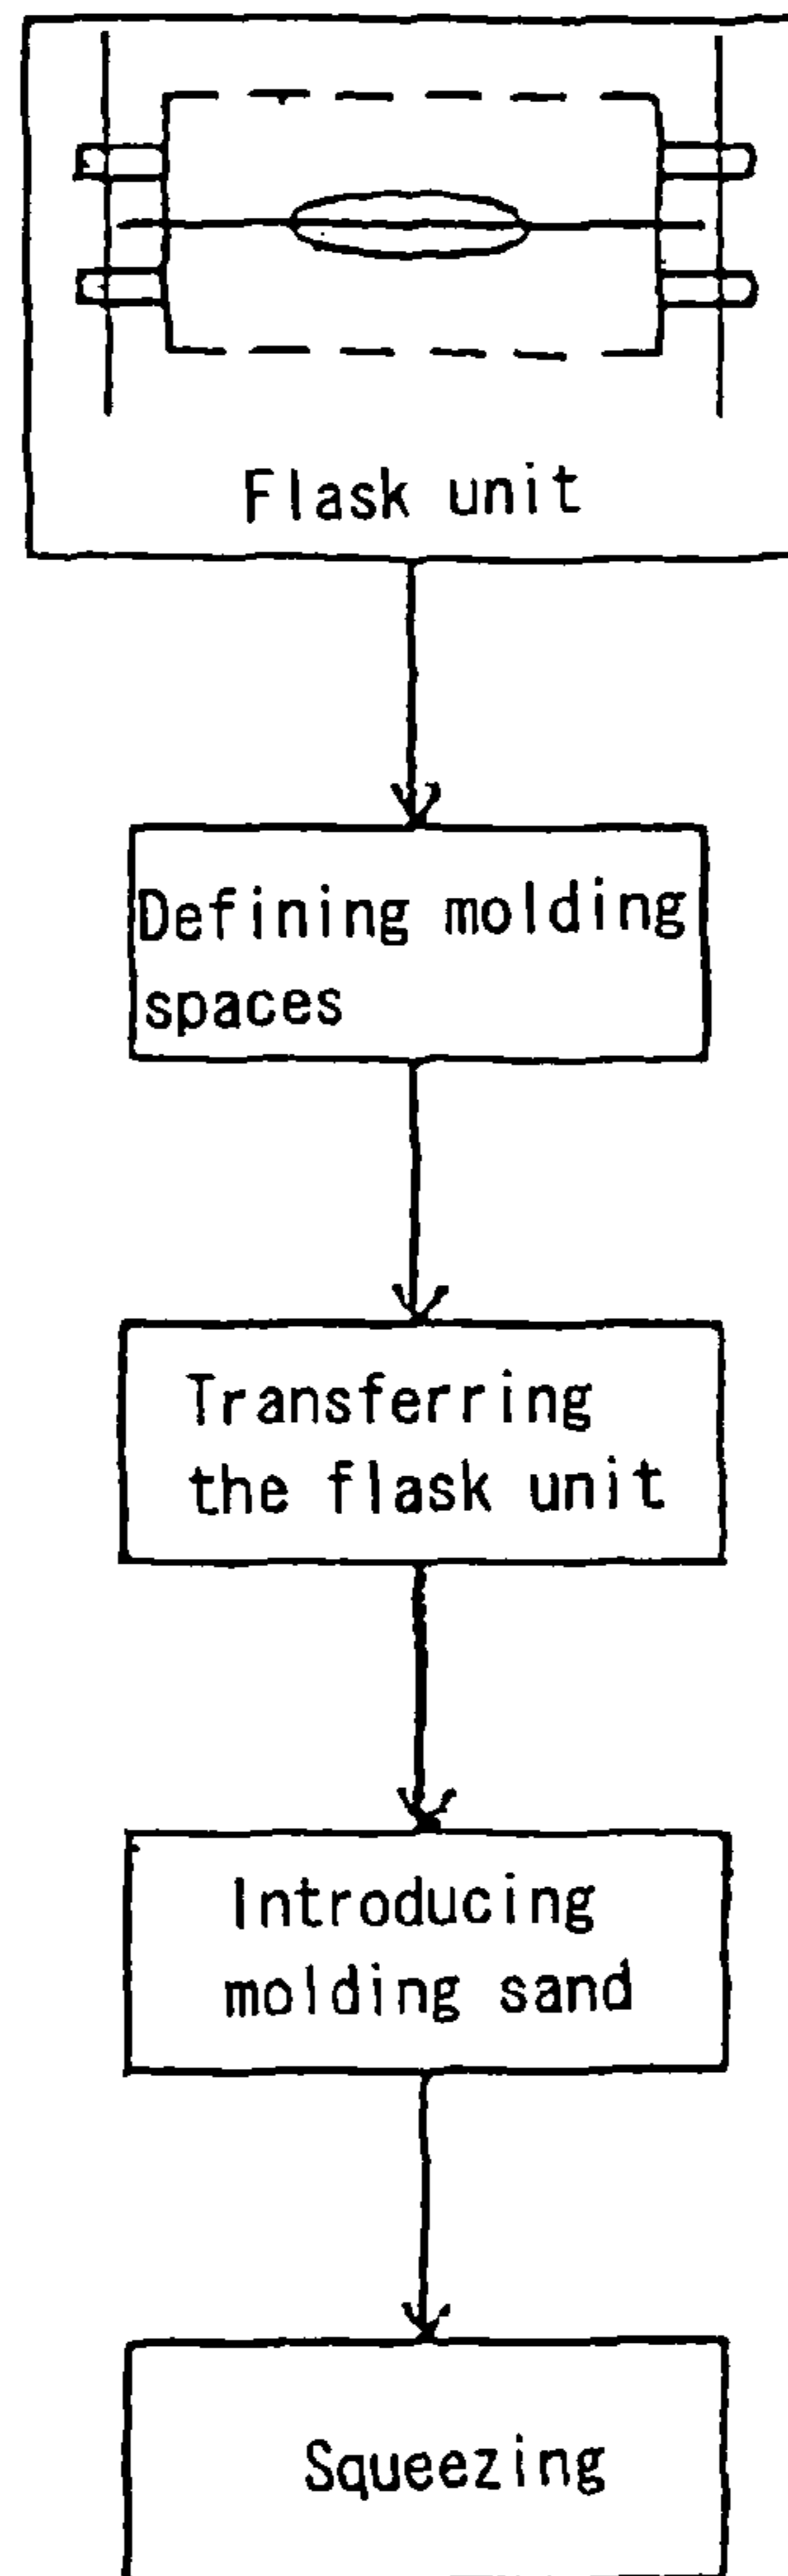 Flask unit
Defining molding
spaces
Transferring
the flask unit
Introducing
molding sand
Squeezing